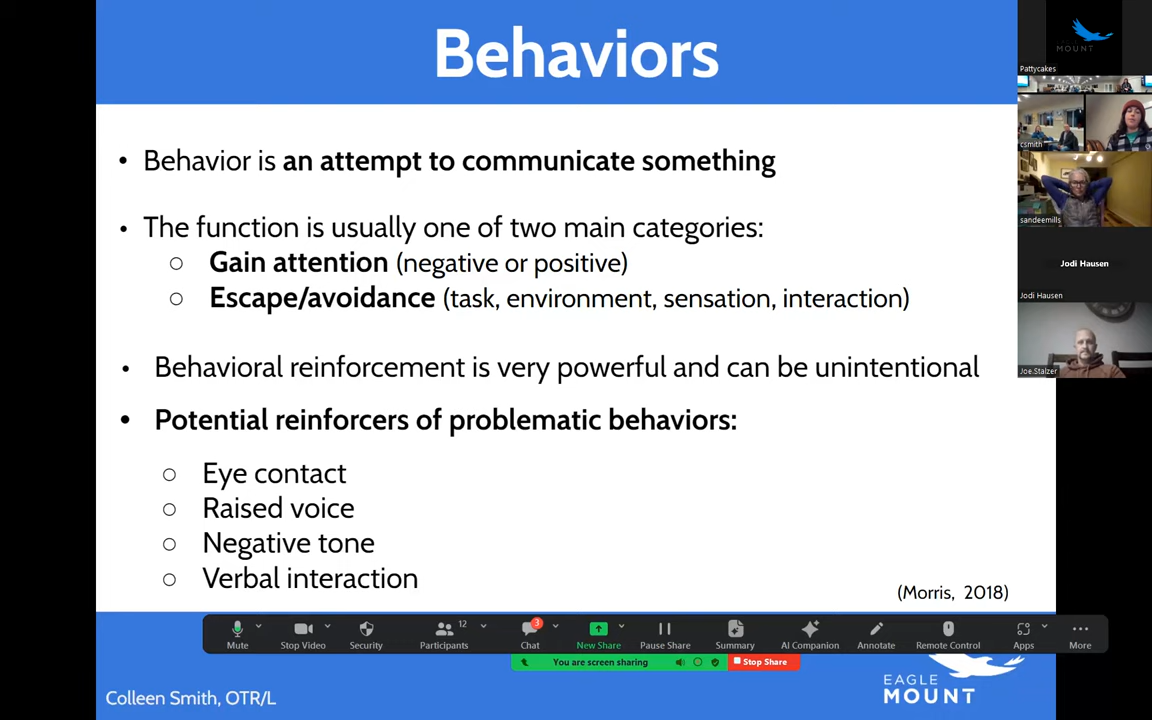 Behaviors
• Behavior is an attempt to communicate something
• The function is usually one of two main categories:
○ Gain attention (negative or positive)
○ Escape/avoidance (task, environment, sensation, interaction)
• Behavioral reinforcement is very powerful and can be unintentional
• Potential reinforcers of problematic behaviors:
○ Eye contact
○ Raised voice
○ Negative tone
○ Verbal interaction
(Morris, 2018)
MOUNT
Pattycakes
csmith
sandeemills
Jodi Hausen
Jodi Hausen
Joe.Stalzer
12
3
Mute
Stop Video
Security
Participants
Chat
New Share
Pause Share
Summary
AI Companion
Annotate
Remote Control
Apps
More
You are screen sharing
Stop Share
Colleen Smith, OTR/L
EAGLE
MOUNT